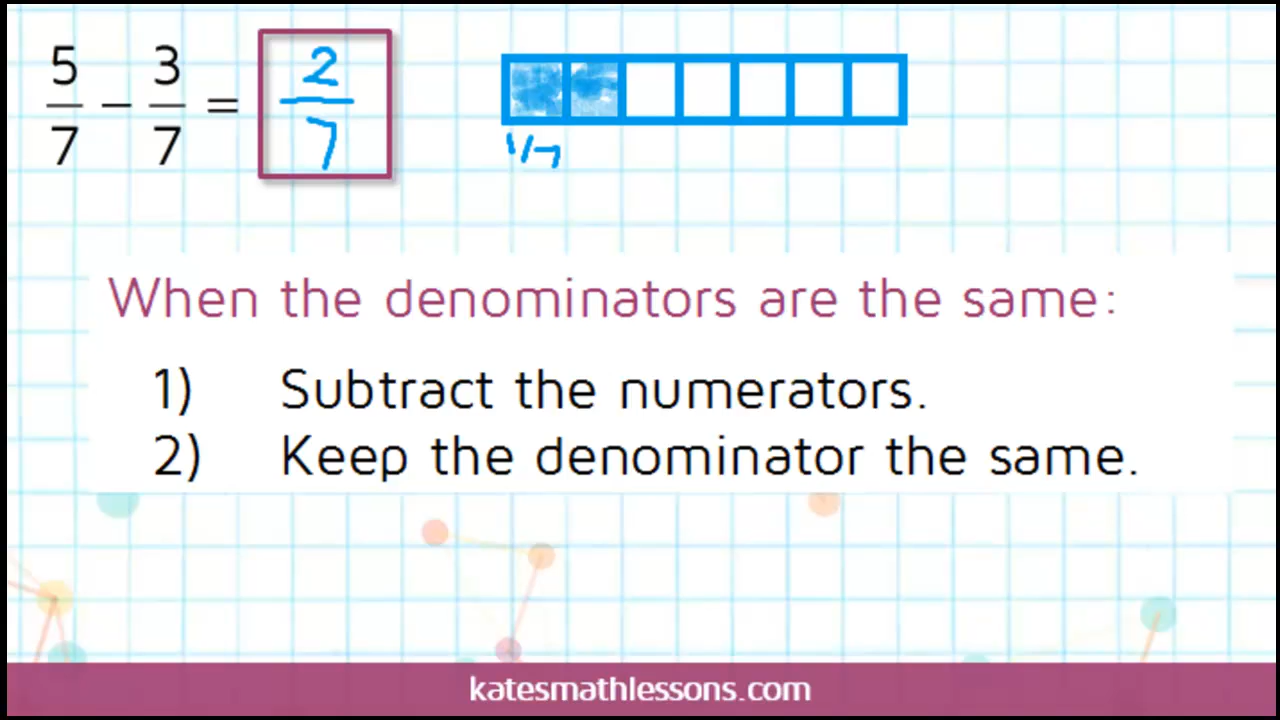 5/7 − 3/7 = 2/7
1/7
When the denominators are the same:
1) Subtract the numerators.
2) Keep the denominator the same.
katesmathlessons.com